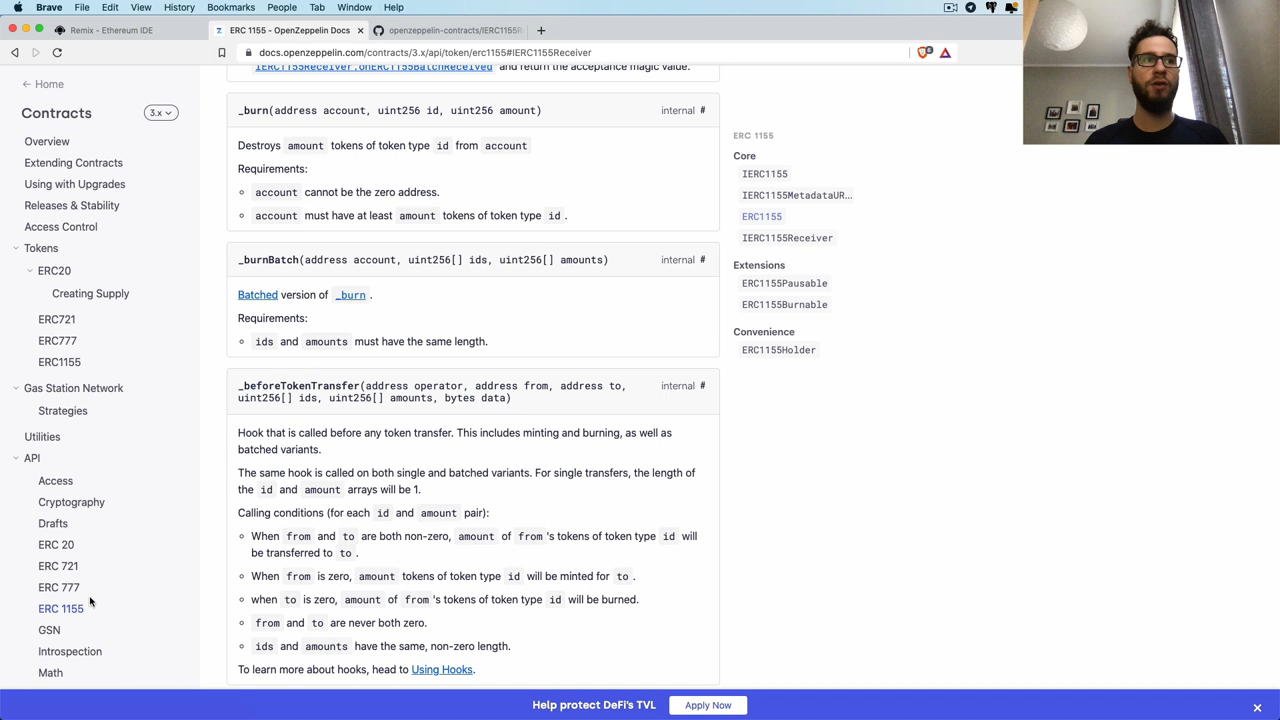 Brave File Edit View History Bookmarks People Tab Window Help
Remix - Ethereum IDE
ERC 1155 - OpenZeppelin Docs
openzeppelin-contracts/IERC1155R
docs.openzeppelin.com/contracts/3.x/api/token/erc1155#IERC1155Receiver
← Home
Contracts
3.x
Overview
Extending Contracts
Using with Upgrades
Releases & Stability
Access Control
Tokens
ERC20
Creating Supply
ERC721
ERC777
ERC1155
Gas Station Network
Strategies
Utilities
API
Access
Cryptography
Drafts
ERC 20
ERC 721
ERC 777
ERC 1155
GSN
Introspection
Math
IERC1155Receiver.onERC1155BatchReceived and return the acceptance magic value.
_burn(address account, uint256 id, uint256 amount)
internal #
Destroys amount tokens of token type id from account
Requirements:
account cannot be the zero address.
account must have at least amount tokens of token type id .
_burnBatch(address account, uint256[] ids, uint256[] amounts)
internal #
Batched version of _burn .
Requirements:
ids and amounts must have the same length.
_beforeTokenTransfer(address operator, address from, address to,
uint256[] ids, uint256[] amounts, bytes data)
internal #
Hook that is called before any token transfer. This includes minting and burning, as well as
batched variants.
The same hook is called on both single and batched variants. For single transfers, the length of
the id and amount arrays will be 1.
Calling conditions (for each id and amount pair):
When from and to are both non-zero, amount of from 's tokens of token type id will
be transferred to to .
When from is zero, amount tokens of token type id will be minted for to .
when to is zero, amount of from 's tokens of token type id will be burned.
from and to are never both zero.
ids and amounts have the same, non-zero length.
To learn more about hooks, head to Using Hooks.
ERC 1155
Core
IERC1155
IERC1155MetadataUR...
ERC1155
IERC1155Receiver
Extensions
ERC1155Pausable
ERC1155Burnable
Convenience
ERC1155Holder
Help protect DeFi's TVL
Apply Now